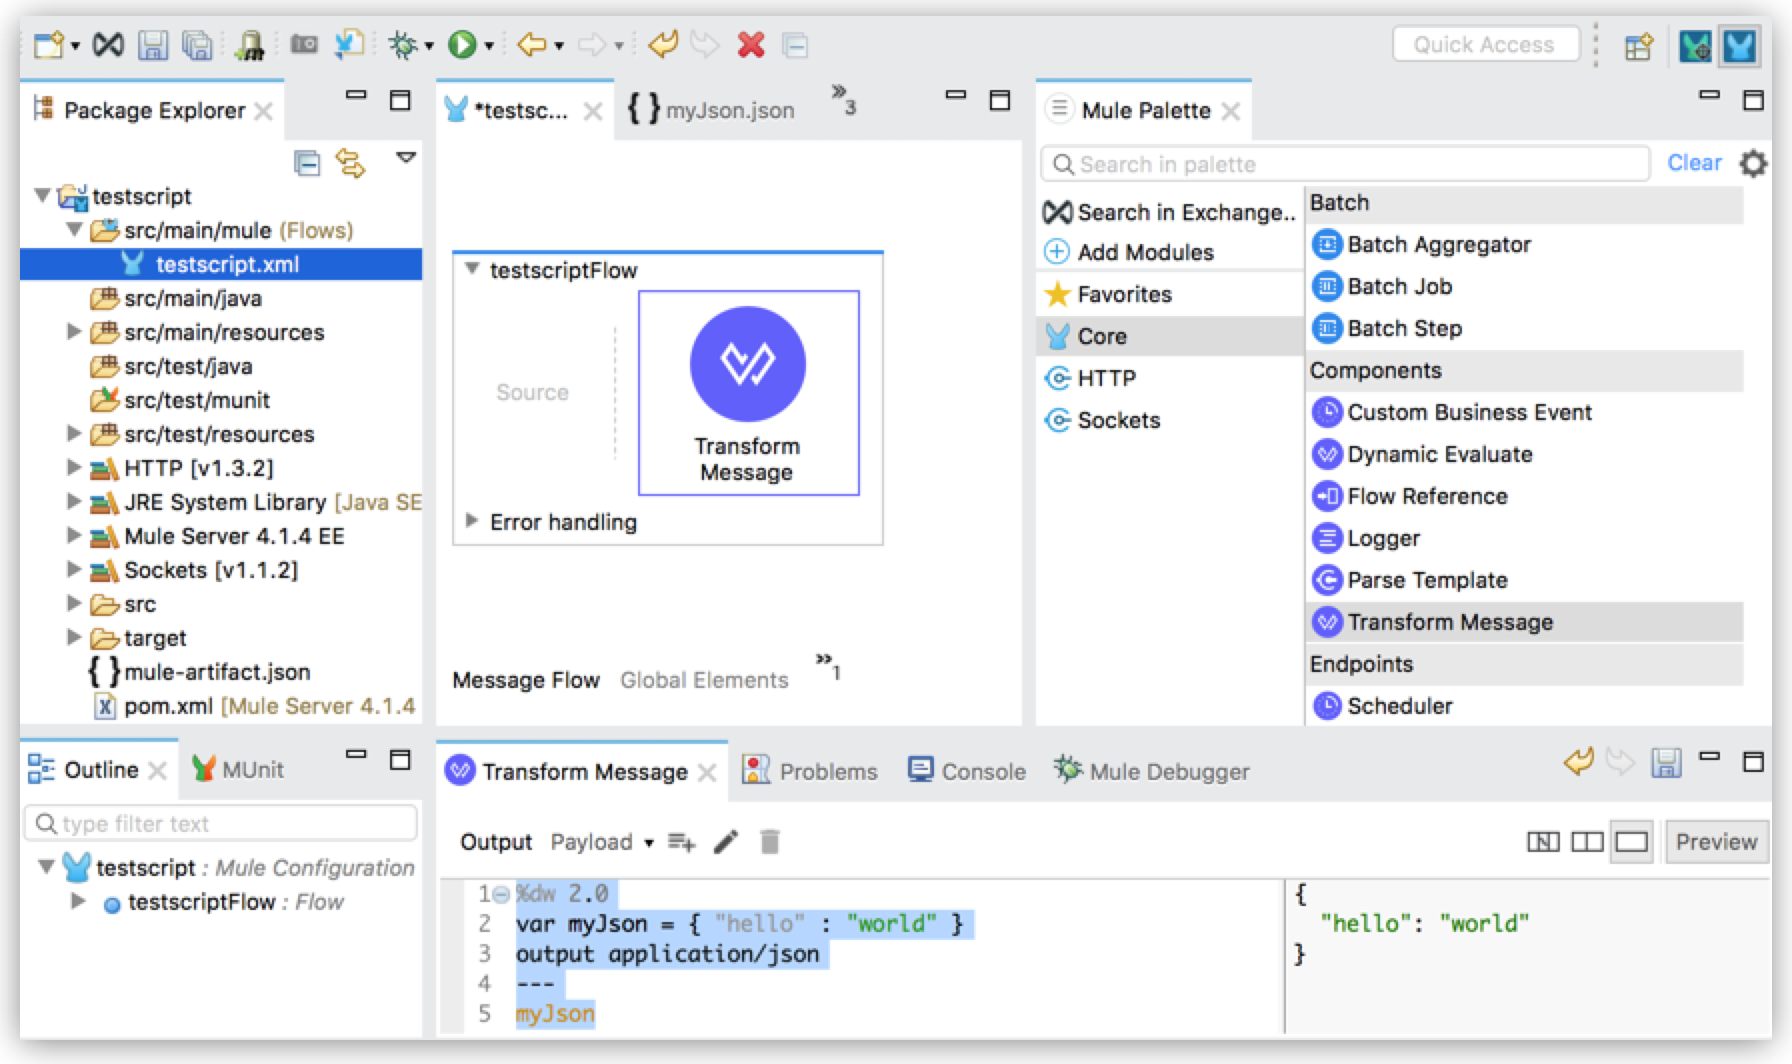 Quick Access
Package Explorer
testscript
src/main/mule (Flows)
testscript.xml
src/main/java
src/main/resources
src/test/java
src/test/munit
src/test/resources
HTTP [v1.3.2]
JRE System Library [Java SE
Mule Server 4.1.4 EE
Sockets [v1.1.2]
src
target
{ }mule-artifact.json
pom.xml [Mule Server 4.1.4
*testsc...
{ } myJson.json
»3
testscriptFlow
Source
Transform
Message
Error handling
Message Flow Global Elements »1
Mule Palette
Search in palette
Clear
Search in Exchange..
Add Modules
Favorites
Core
HTTP
Sockets
Batch
Batch Aggregator
Batch Job
Batch Step
Components
Custom Business Event
Dynamic Evaluate
Flow Reference
Logger
Parse Template
Transform Message
Endpoints
Scheduler
Outline
MUnit
type filter text
testscript : Mule Configuration
testscriptFlow : Flow
Transform Message
Problems
Console
Mule Debugger
Output Payload
Preview
1 %dw 2.0
2 var myJson = { "hello" : "world" }
3 output application/json
4 ---
5 myJson
{
"hello": "world"
}